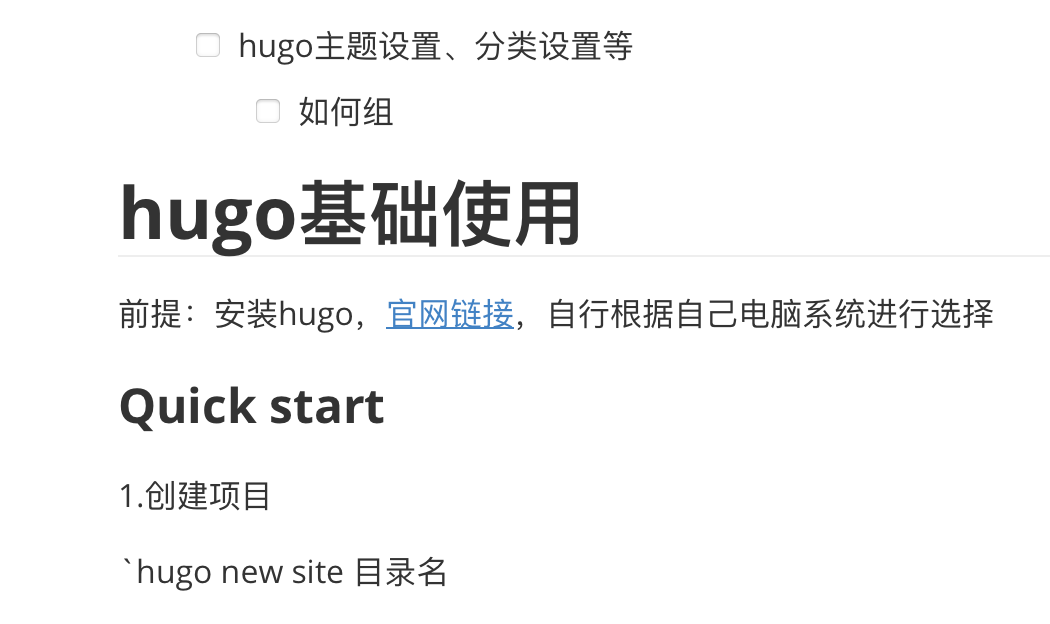 hugo主题设置、分类设置等
如何组
hugo基础使用
前提：安装hugo，官网链接，自行根据自己电脑系统进行选择
Quick start
1.创建项目
`hugo new site 目录名